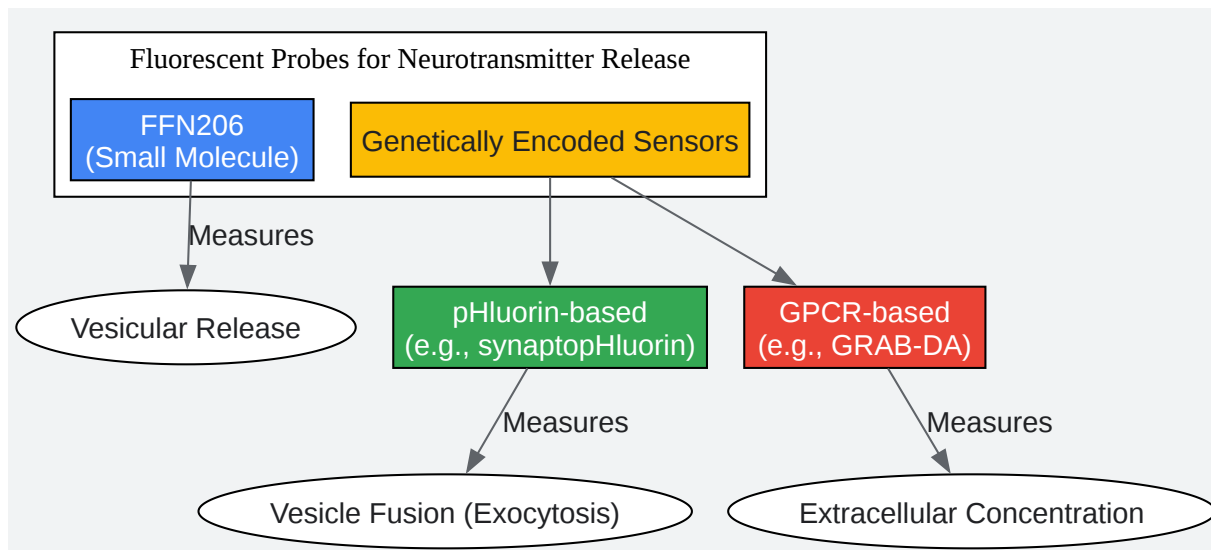 Fluorescent Probes for Neurotransmitter Release
FFN206
(Small Molecule)
Genetically Encoded Sensors
Measures
Vesicular Release
pHluorin-based
(e.g., synaptopHluorin)
GPCR-based
(e.g., GRAB-DA)
Measures
Measures
Vesicle Fusion (Exocytosis)
Extracellular Concentration